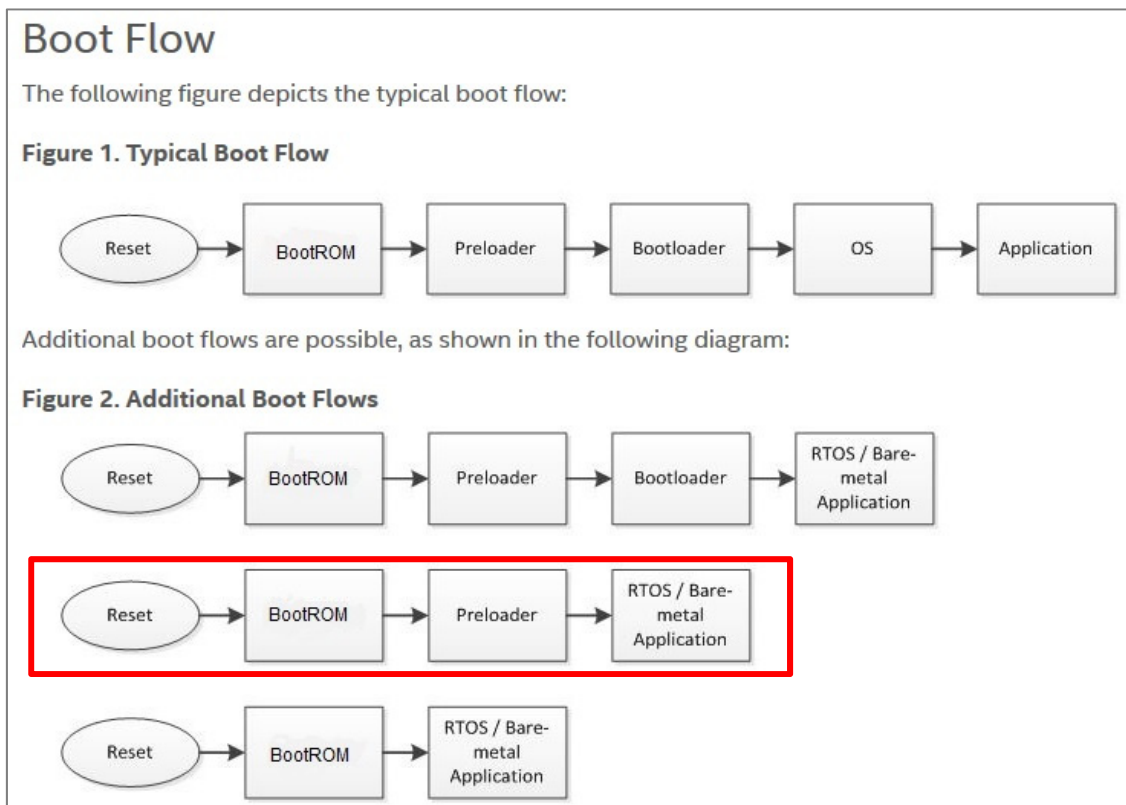 Boot Flow
The following figure depicts the typical boot flow:
Figure 1. Typical Boot Flow
Reset
BootROM
Preloader
Bootloader
OS
Application
Additional boot flows are possible, as shown in the following diagram:
Figure 2. Additional Boot Flows
Reset
BootROM
Preloader
Bootloader
RTOS / Bare-
metal
Application
Reset
BootROM
Preloader
RTOS / Bare-
metal
Application
Reset
BootROM
RTOS / Bare-
metal
Application